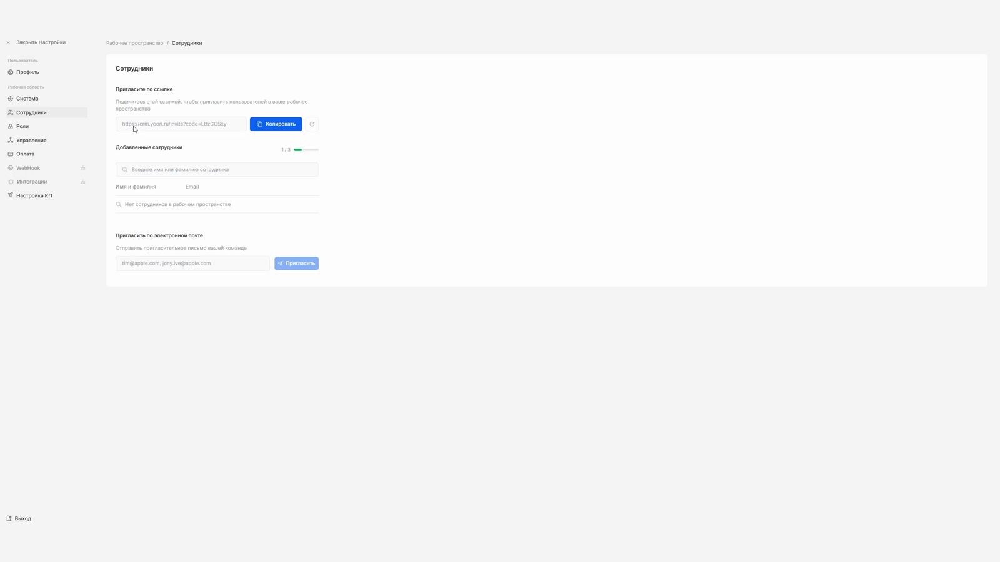 Закрыть Настройки
Пользователь
Профиль
Рабочая область
Система
Сотрудники
Роли
Управление
Оплата
WebHook
Интеграции
Настройка КП
Выход
Рабочее пространство / Сотрудники
Сотрудники
Пригласите по ссылке
Поделитесь этой ссылкой, чтобы пригласить пользователей в ваше рабочее
пространство
https://crm.yoori.ru/invite?code=LBzCCSxy
Копировать
Добавленные сотрудники
1 / 3
Введите имя или фамилию сотрудника
Имя и фамилия Email
Нет сотрудников в рабочем пространстве
Пригласить по электронной почте
Отправить пригласительное письмо вашей команде
tim@apple.com, jony.ive@apple.com
Пригласить